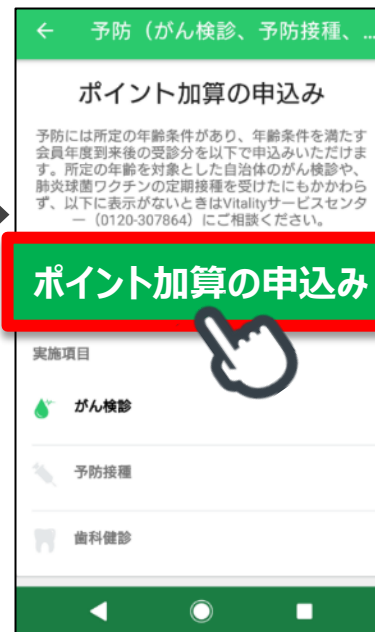 予防（がん検診、予防接種、...
ポイント加算の申込み
予防には所定の年齢条件があり、年齢条件を満たす
会員年度到来後の受診分を以下で申込みいただけま
す。所定の年齢を対象とした自治体のがん検診や、
肺炎球菌ワクチンの定期接種を受けたにもかかわら
ず、以下に表示がないときはVitalityサービスセンタ
ー（0120-307864）にご相談ください。
ポイント加算の申込み
実施項目
がん検診
予防接種
歯科健診